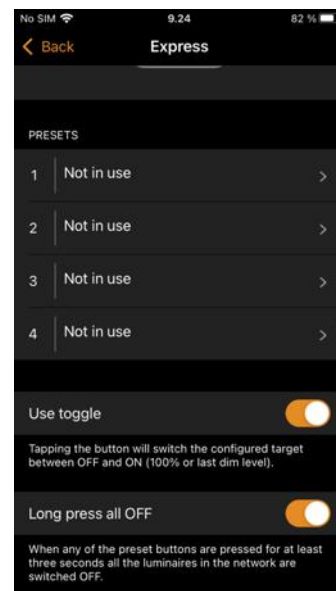 No SIM 9.24 82 %
Back Express
PRESETS
1 Not in use
2 Not in use
3 Not in use
4 Not in use
Use toggle
Tapping the button will switch the configured target
between OFF and ON (100% or last dim level).
Long press all OFF
When any of the preset buttons are pressed for at least
three seconds all the luminaires in the network are
switched OFF.